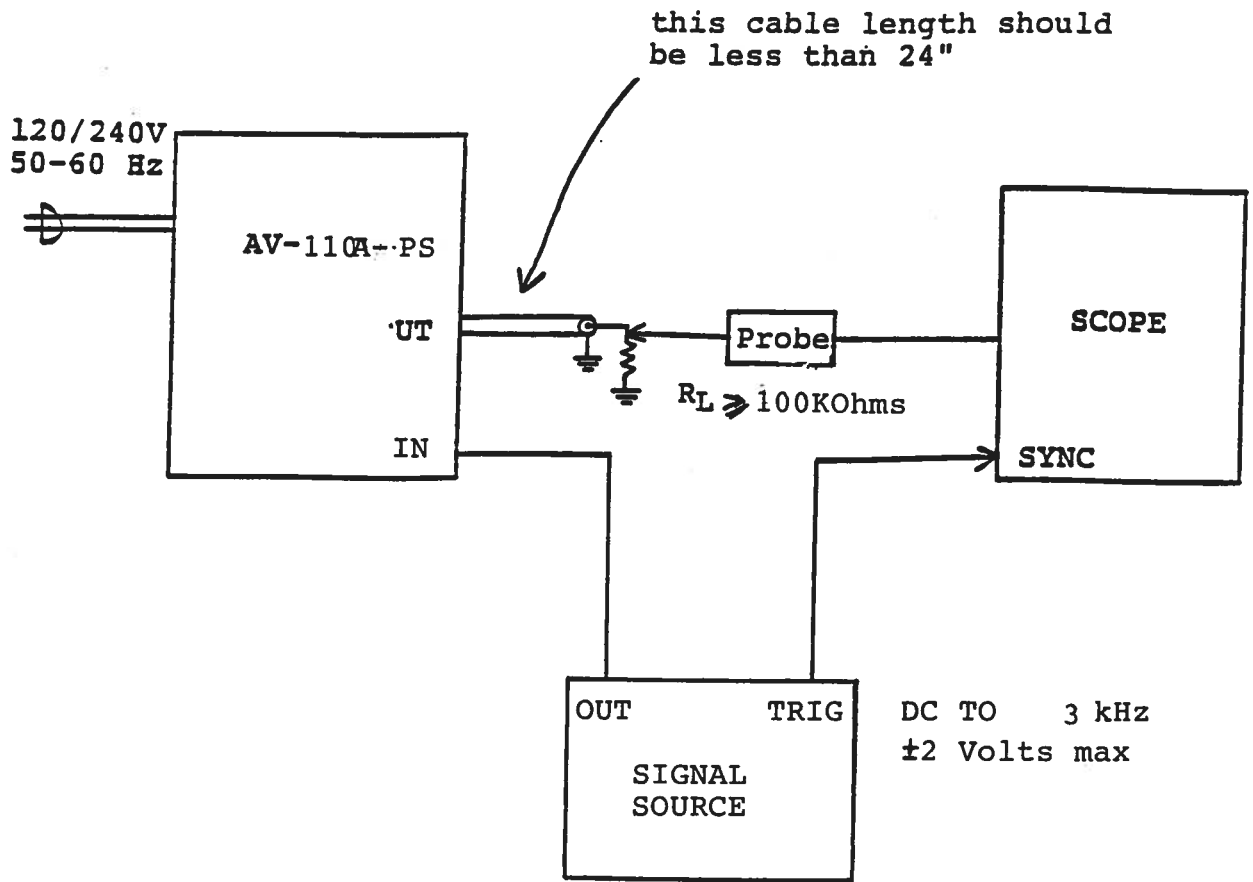 this cable length should
be less than 24"
120/240V
50-60 Hz
AV-110A-PS
UT
IN
Probe
RL ≥ 100KOhms
SCOPE
SYNC
OUT TRIG
SIGNAL
SOURCE
DC TO 3 kHz
±2 Volts max